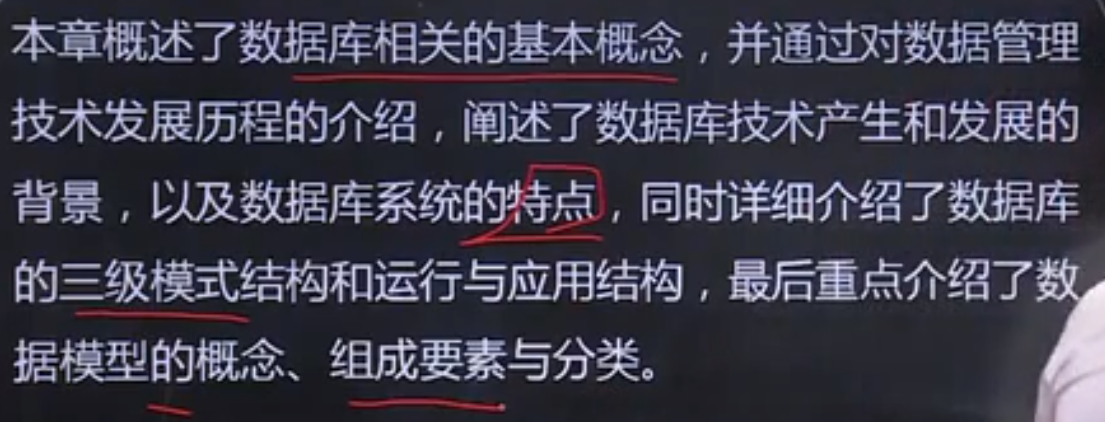 本章概述了数据库相关的基本概念，并通过对数据管理
技术发展历程的介绍，阐述了数据库技术产生和发展的
背景，以及数据库系统的特点，同时详细介绍了数据库
的三级模式结构和运行与应用结构，最后重点介绍了数
据模型的概念、组成要素与分类。